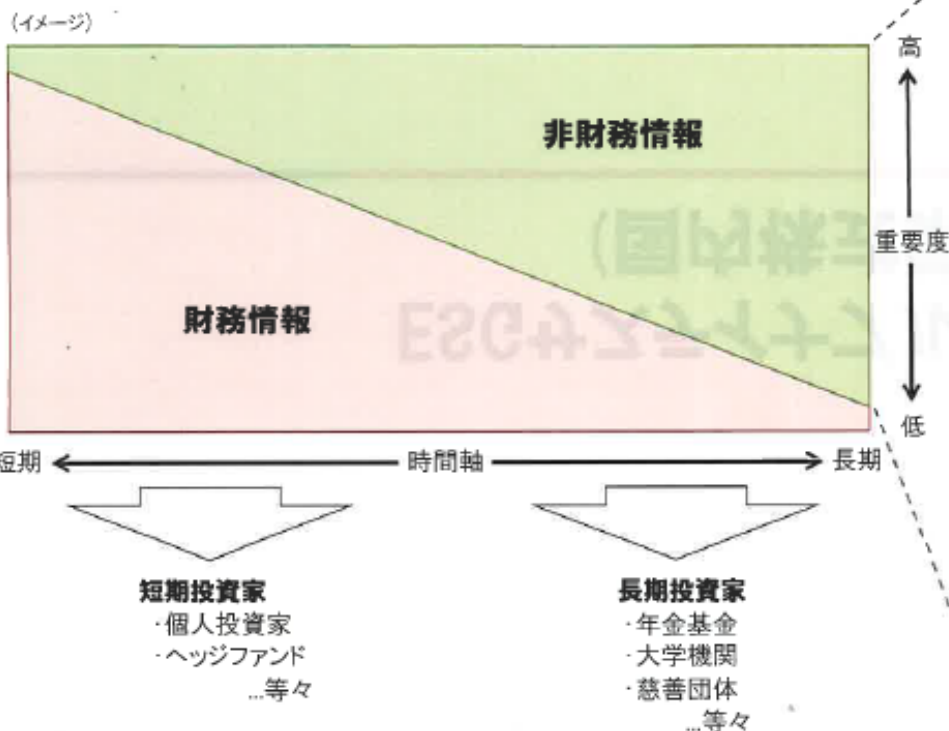 (イメージ)
高
非財務情報
重要度
財務情報
低
短期
時間軸
長期
短期投資家
・個人投資家
・ヘッジファンド
...等々
長期投資家
・年金基金
・大学機関
・慈善団体
...等々